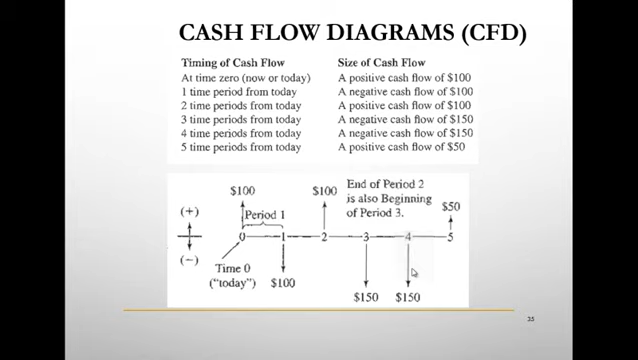 CASH FLOW DIAGRAMS (CFD)
Timing of Cash Flow Size of Cash Flow
At time zero (now or today) A positive cash flow of $100
1 time period from today A negative cash flow of $100
2 time periods from today A positive cash flow of $100
3 time periods from today A negative cash flow of $150
4 time periods from today A negative cash flow of $150
5 time periods from today A positive cash flow of $50
$100 $100 End of Period 2
is also Beginning
of Period 3.
$50
(+) Period 1
0 1 2 3 4 5
(−)
Time 0
("today") $100
$150 $150
25